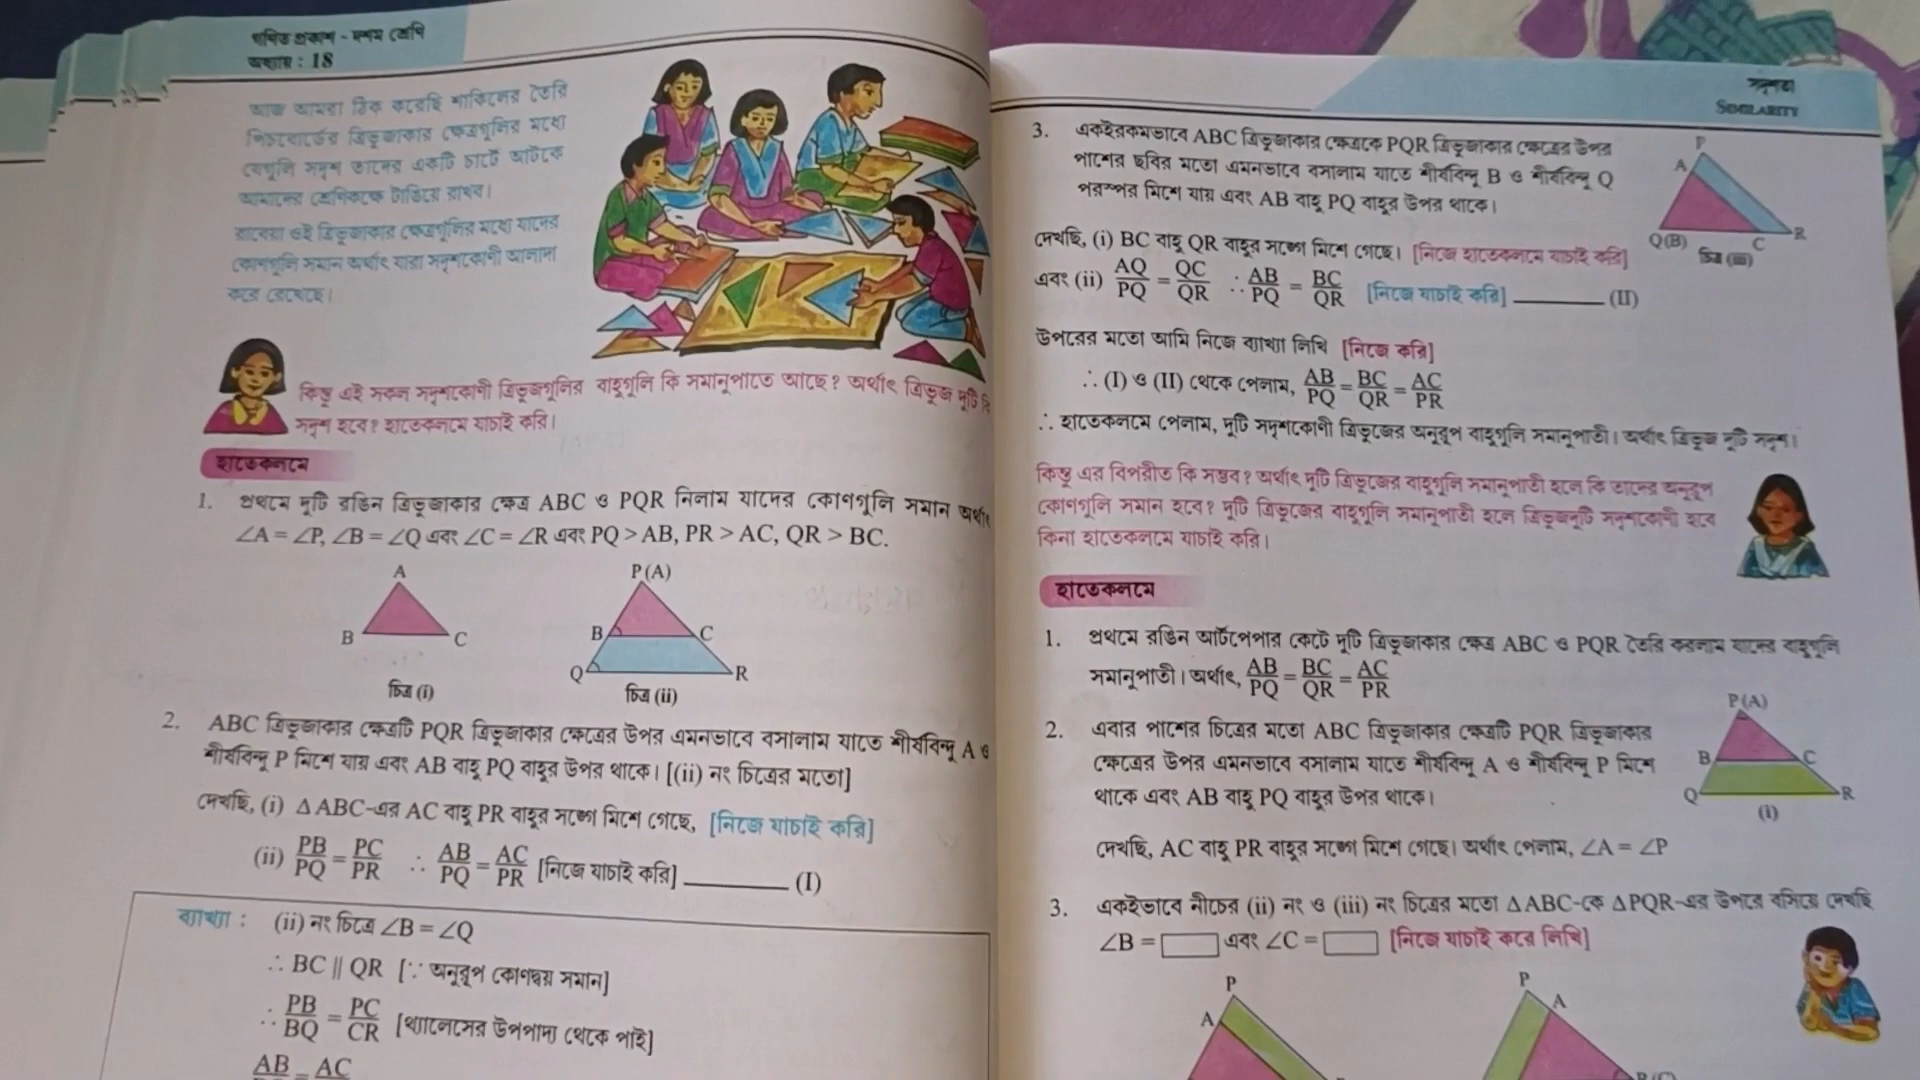 গণিত প্রকাশ - দশম শ্রেণি
অধ্যায় : 18
আজ আমরা ঠিক করেছি শাকিলের তৈরি
পিচবোর্ডের ত্রিভুজাকার ক্ষেত্রগুলির মধ্যে
যেগুলি সদৃশ তাদের একটি চার্টে আটকে
আমাদের শ্রেণিকক্ষে টাঙিয়ে রাখব।
রাবেয়া ওই ত্রিভুজাকার ক্ষেত্রগুলির মধ্যে যাদের
কোণগুলি সমান অর্থাৎ যারা সদৃশকোণী আলাদা
করে রেখেছে।
কিন্তু এই সকল সদৃশকোণী ত্রিভুজগুলির বাহুগুলি কি সমানুপাতে আছে? অর্থাৎ ত্রিভুজ দুটি
সদৃশ হবে? হাতেকলমে যাচাই করি।
হাতেকলমে
1. প্রথমে দুটি রঙিন ত্রিভুজাকার ক্ষেত্র ABC ও PQR নিলাম যাদের কোণগুলি সমান অর্থাৎ
∠A = ∠P, ∠B = ∠Q এবং ∠C = ∠R এবং PQ > AB, PR > AC, QR > BC.
A
B C
চিত্র (i)
P (A)
B C
Q R
চিত্র (ii)
2. ABC ত্রিভুজাকার ক্ষেত্রটি PQR ত্রিভুজাকার ক্ষেত্রের উপর এমনভাবে বসালাম যাতে শীর্ষবিন্দু A ও
শীর্ষবিন্দু P মিশে যায় এবং AB বাহু PQ বাহুর উপর থাকে। [(ii) নং চিত্রের মতো]
দেখছি, (i) ΔABC-এর AC বাহু PR বাহুর সঙ্গে মিশে গেছে, [নিজে যাচাই করি]
(ii) PB/PQ = PC/PR ∴ AB/PQ = AC/PR [নিজে যাচাই করি] ________ (I)
ব্যাখ্যা : (ii) নং চিত্রে ∠B = ∠Q
∴ BC || QR [∵ অনুরূপ কোণদ্বয় সমান]
∴ PB/BQ = PC/CR [থ্যালেসের উপপাদ্য থেকে পাই]
AB = AC
সদৃশতা
SIMILARITY
3. একইরকমভাবে ABC ত্রিভুজাকার ক্ষেত্রকে PQR ত্রিভুজাকার ক্ষেত্রের উপর
পাশের ছবির মতো এমনভাবে বসালাম যাতে শীর্ষবিন্দু B ও শীর্ষবিন্দু Q
পরস্পর মিশে যায় এবং AB বাহু PQ বাহুর উপর থাকে।
P
A
Q(B) C R
চিত্র (iii)
দেখছি, (i) BC বাহু QR বাহুর সঙ্গে মিশে গেছে। [নিজে হাতেকলমে যাচাই করি]
এবং (ii) AQ/PQ = QC/QR ∴ AB/PQ = BC/QR [নিজে যাচাই করি] ________ (II)
উপরের মতো আমি নিজে ব্যাখ্যা লিখি [নিজে করি]
∴ (I) ও (II) থেকে পেলাম, AB/PQ = BC/QR = AC/PR
∴ হাতেকলমে পেলাম, দুটি সদৃশকোণী ত্রিভুজের অনুরূপ বাহুগুলি সমানুপাতী। অর্থাৎ ত্রিভুজ দুটি সদৃশ।
কিন্তু এর বিপরীত কি সম্ভব? অর্থাৎ দুটি ত্রিভুজের বাহুগুলি সমানুপাতী হলে কি তাদের অনুরূপ
কোণগুলি সমান হবে? দুটি ত্রিভুজের বাহুগুলি সমানুপাতী হলে ত্রিভুজদুটি সদৃশকোণী হবে
কিনা হাতেকলমে যাচাই করি।
হাতেকলমে
1. প্রথমে রঙিন আর্টপেপার কেটে দুটি ত্রিভুজাকার ক্ষেত্র ABC ও PQR তৈরি করলাম যাদের বাহুগুলি
সমানুপাতী। অর্থাৎ, AB/PQ = BC/QR = AC/PR
2. এবার পাশের চিত্রের মতো ABC ত্রিভুজাকার ক্ষেত্রটি PQR ত্রিভুজাকার
ক্ষেত্রের উপর এমনভাবে বসালাম যাতে শীর্ষবিন্দু A ও শীর্ষবিন্দু P মিশে
থাকে এবং AB বাহু PQ বাহুর উপর থাকে।
P(A)
B C
Q R
(i)
দেখছি, AC বাহু PR বাহুর সঙ্গে মিশে গেছে। অর্থাৎ পেলাম, ∠A = ∠P
3. একইভাবে নীচের (ii) নং ও (iii) নং চিত্রের মতো ΔABC-কে ΔPQR-এর উপরে বসিয়ে দেখছি
∠B = □ এবং ∠C = □ [নিজে যাচাই করে লিখি]
P
A
P
A